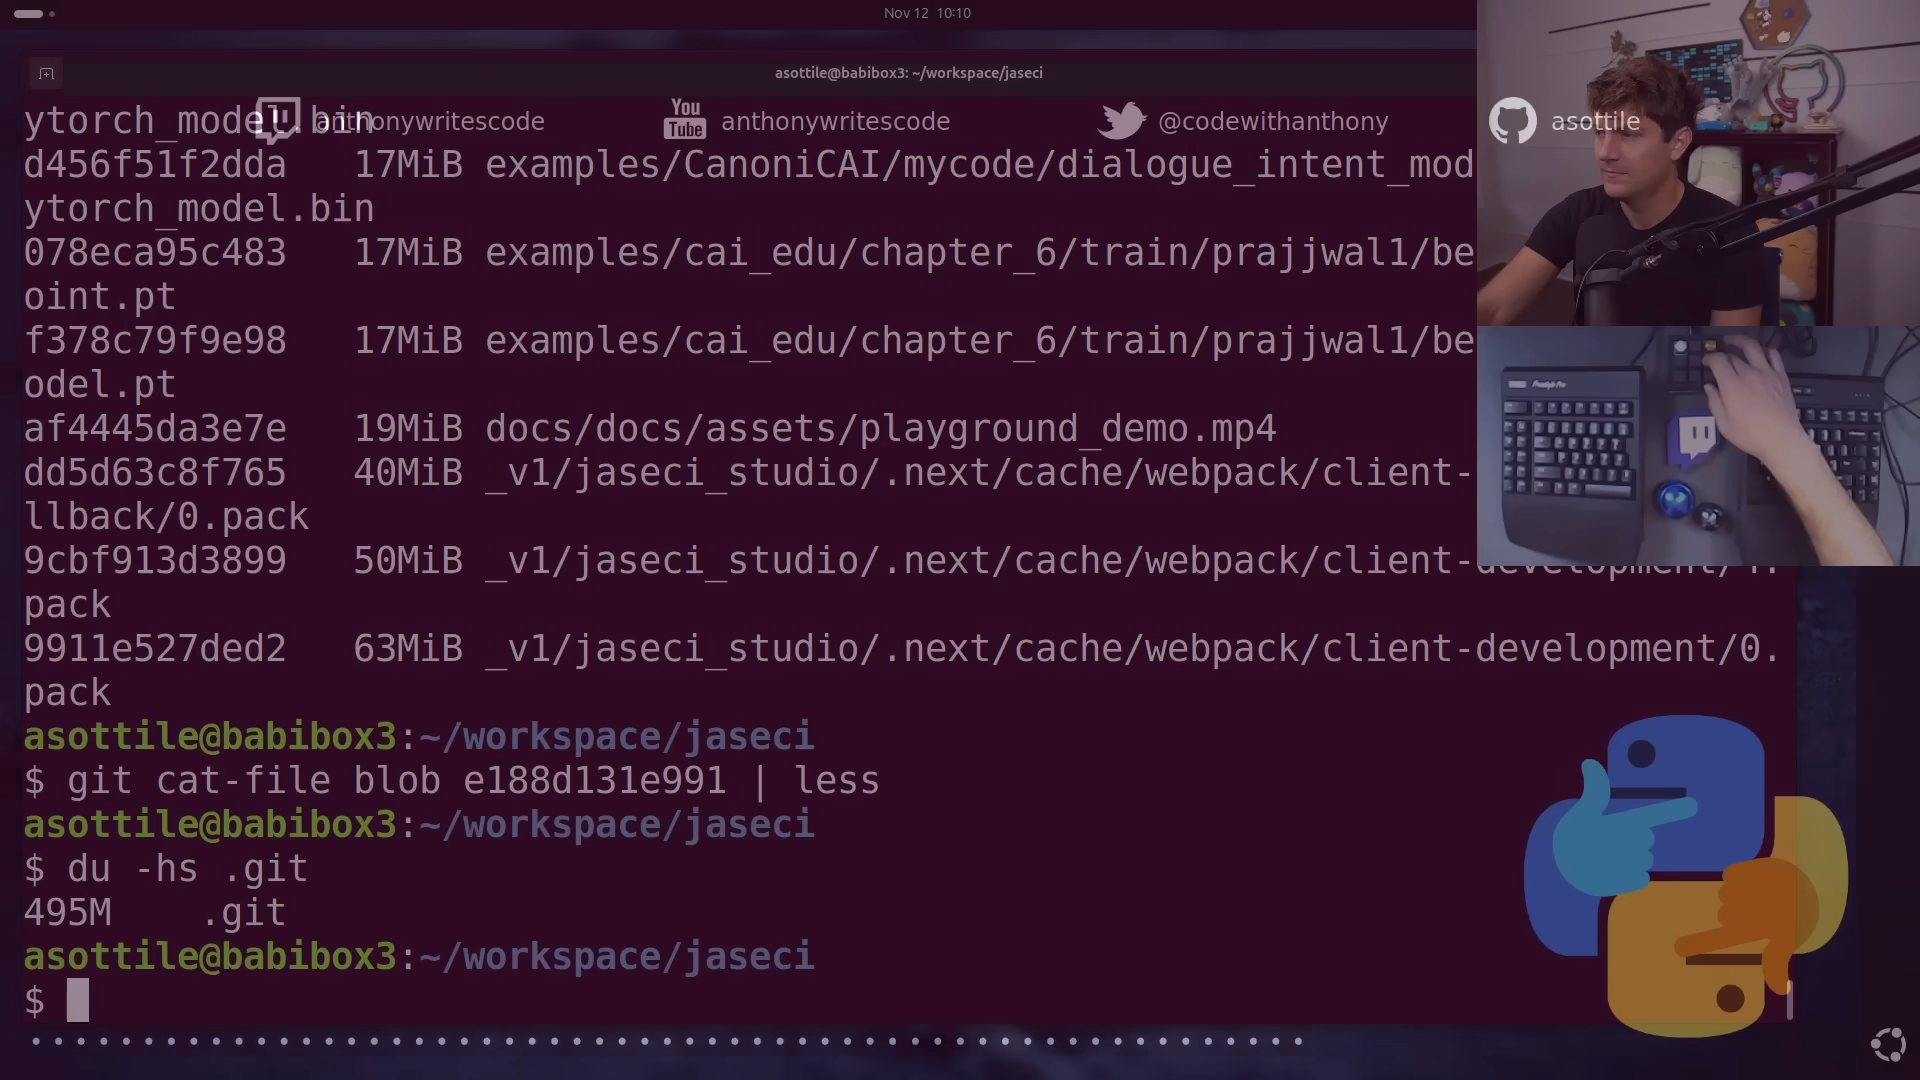 Nov 12 10:10
asottile@babibox3: ~/workspace/jaseci
anthonywritescode
You Tube
anthonywritescode
@codewithanthony
asottile
ytorch_model.bin
d456f51f2dda 17MiB examples/CanoniCAI/mycode/dialogue_intent_mod
ytorch_model.bin
078eca95c483 17MiB examples/cai_edu/chapter_6/train/prajjwal1/be
oint.pt
f378c79f9e98 17MiB examples/cai_edu/chapter_6/train/prajjwal1/be
odel.pt
af4445da3e7e 19MiB docs/docs/assets/playground_demo.mp4
dd5d63c8f765 40MiB _v1/jaseci_studio/.next/cache/webpack/client-
llback/0.pack
9cbf913d3899 50MiB _v1/jaseci_studio/.next/cache/webpack/client-development/
pack
9911e527ded2 63MiB _v1/jaseci_studio/.next/cache/webpack/client-development/0.
pack
asottile@babibox3:~/workspace/jaseci
$ git cat-file blob e188d131e991 | less
asottile@babibox3:~/workspace/jaseci
$ du -hs .git
495M .git
asottile@babibox3:~/workspace/jaseci
$